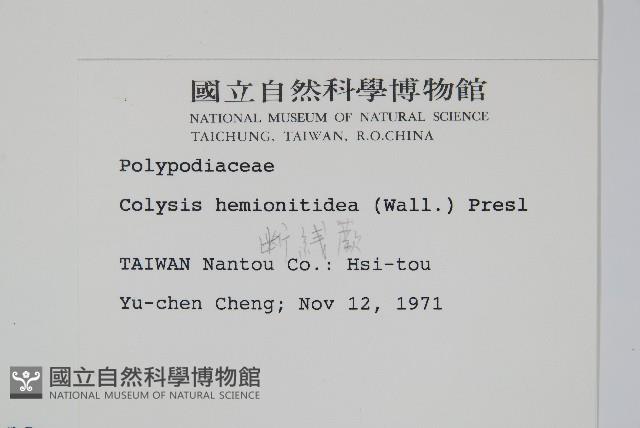 國立自然科學博物館
NATIONAL MUSEUM OF NATURAL SCIENCE
TAICHUNG, TAIWAN, R.O.CHINA
Polypodiaceae
Colysis hemionitidea (Wall.) Presl
断线蕨
TAIWAN Nantou Co.: Hsi-tou
Yu-chen Cheng; Nov 12, 1971
國立自然科學博物館
NATIONAL MUSEUM OF NATURAL SCIENCE